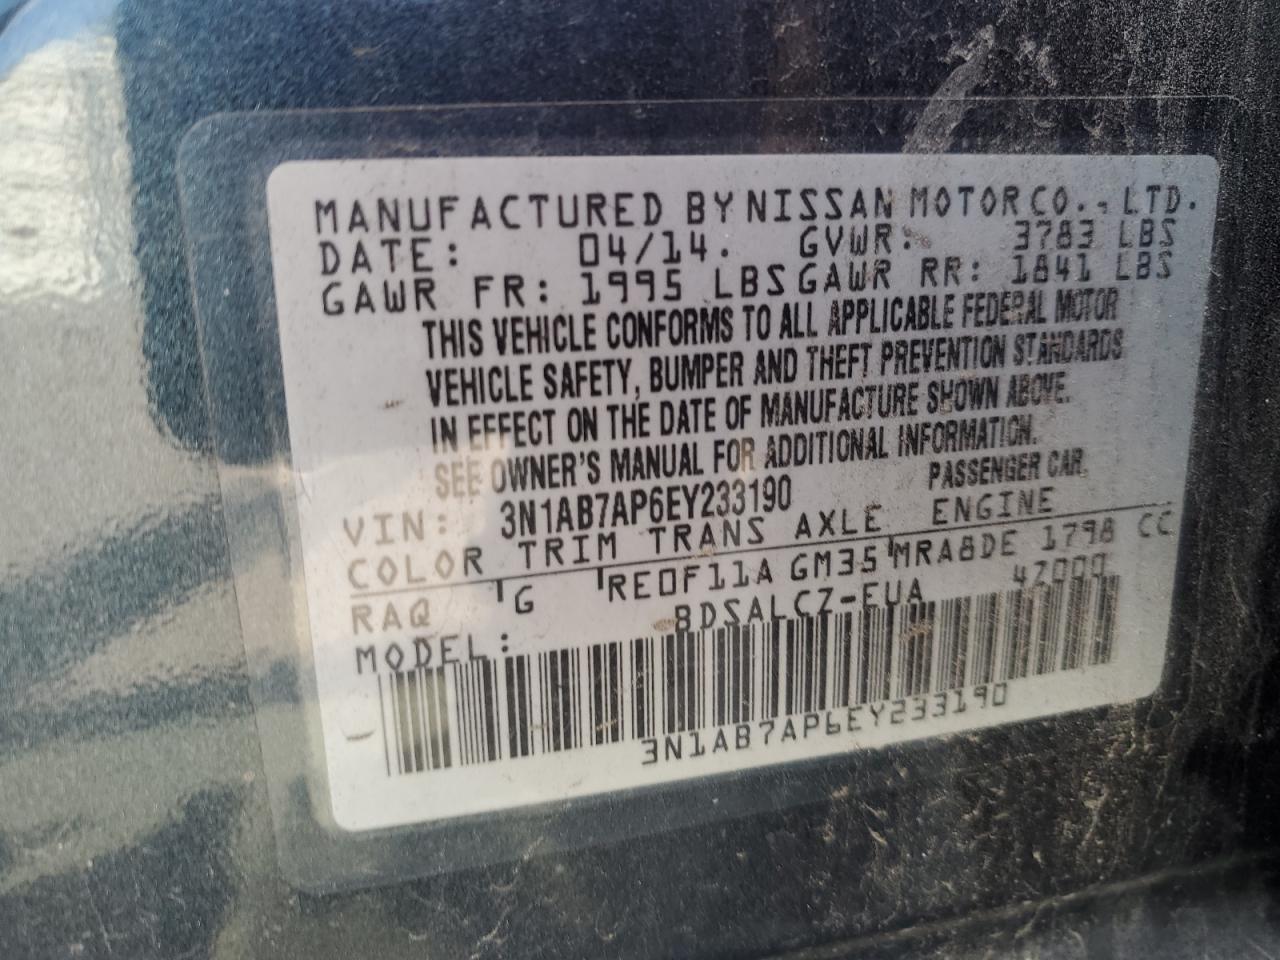 MANUFACTURED BY NISSAN MOTOR CO., LTD.
DATE: 04/14. GVWR: 3783 LBS
GAWR FR: 1995 LBS GAWR RR: 1841 LBS
THIS VEHICLE CONFORMS TO ALL APPLICABLE FEDERAL MOTOR
VEHICLE SAFETY, BUMPER AND THEFT PREVENTION STANDARDS
IN EFFECT ON THE DATE OF MANUFACTURE SHOWN ABOVE.
SEE OWNER'S MANUAL FOR ADDITIONAL INFORMATION.
VIN: 3N1AB7AP6EY233190 PASSENGER CAR
COLOR TRIM TRANS AXLE ENGINE
RAQ G RE0F11A GM35 MRA8DE 1798 CC
MODEL: BDSALCZ-EUA 47000
3N1AB7AP6EY233190